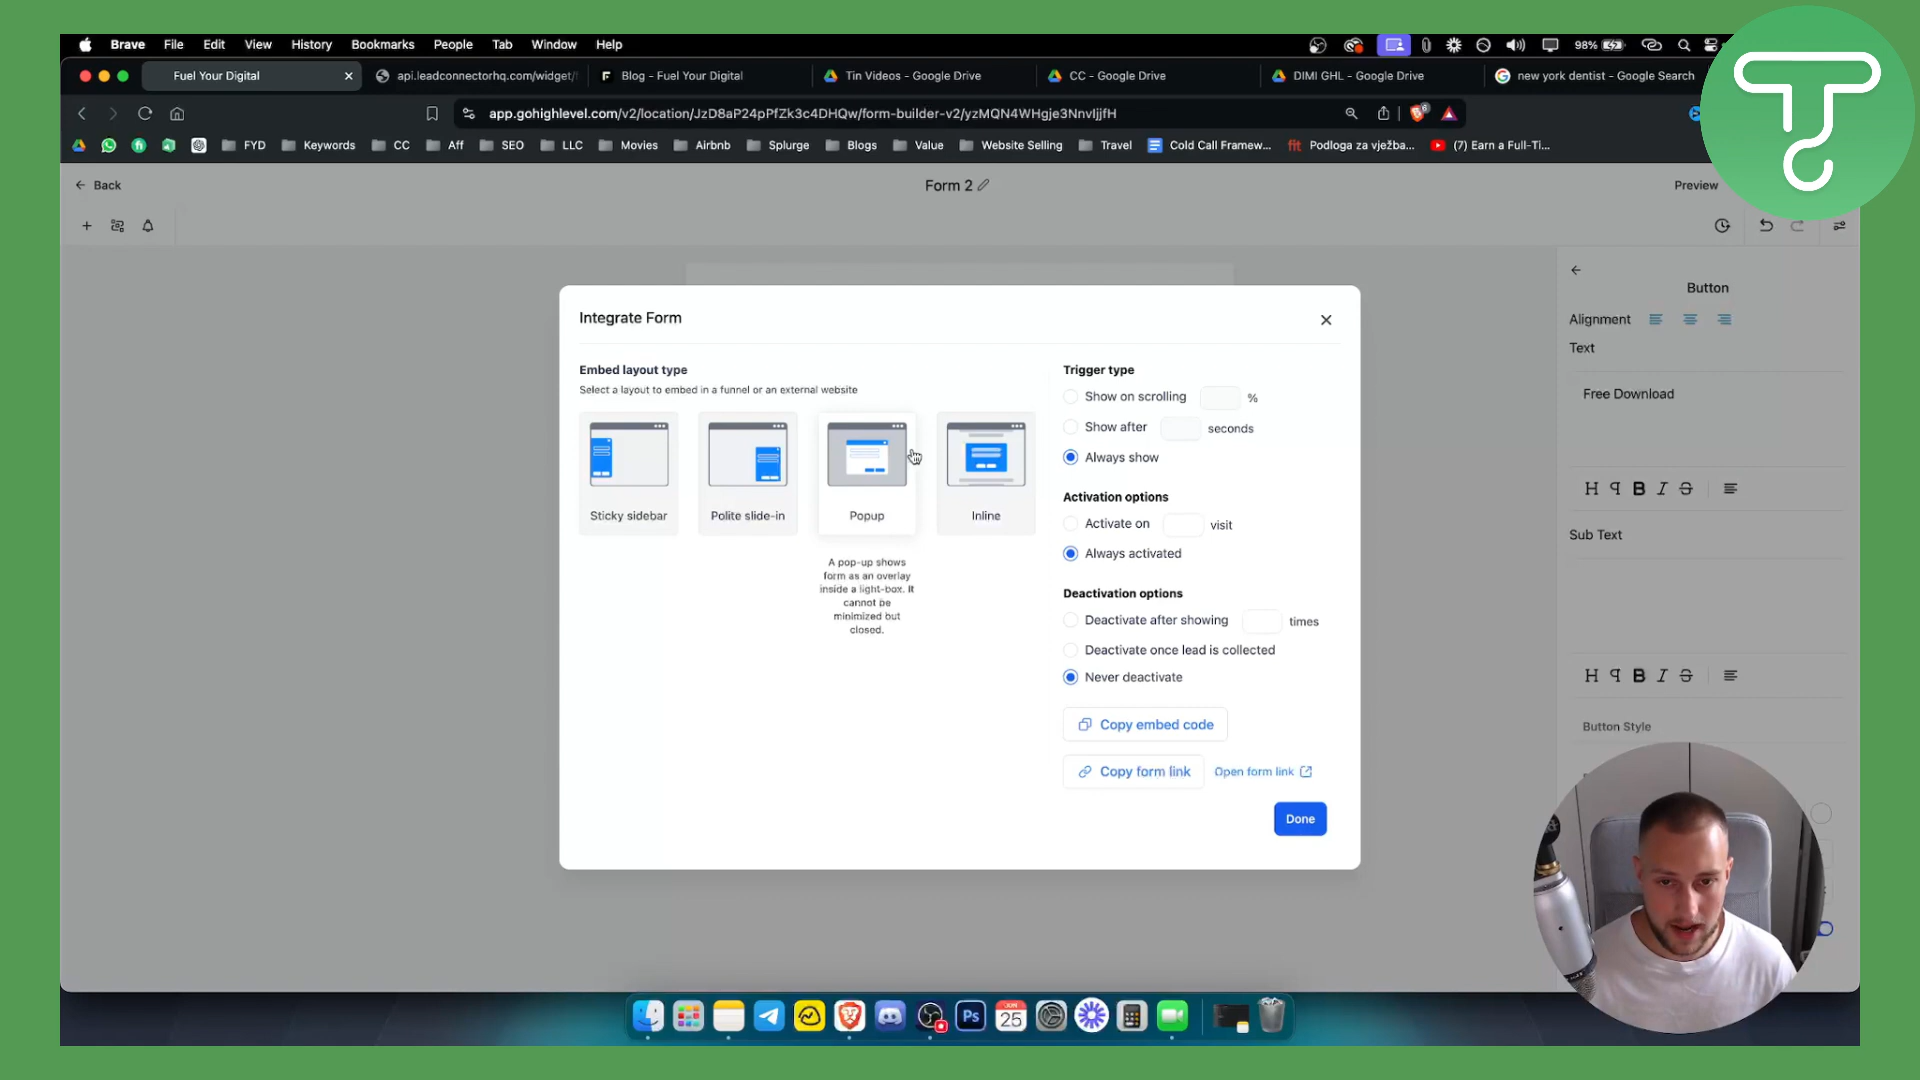 Brave File Edit View History Bookmarks People Tab Window Help 98%
Fuel Your Digital api.leadconnectorhq.com/widget/ Blog - Fuel Your Digital Tin Videos - Google Drive CC - Google Drive DIMI GHL - Google Drive new york dentist - Google Search
app.gohighlevel.com/v2/location/JzD8aP24pPfZk3c4DHQw/form-builder-v2/yzMQN4WHgje3NnvIjjfH
FYD Keywords CC Aff SEO LLC Movies Airbnb Splurge Blogs Value Website Selling Travel Cold Call Framew... Podloga za vježba... (7) Earn a Full-Ti...
Back Form 2 Preview
Integrate Form
Embed layout type
Select a layout to embed in a funnel or an external website
Sticky sidebar
Polite slide-in
Popup
Inline
A pop-up shows
form as an overlay
inside a light-box. It
cannot be
minimized but
closed.
Trigger type
Show on scrolling %
Show after seconds
Always show
Activation options
Activate on visit
Always activated
Deactivation options
Deactivate after showing times
Deactivate once lead is collected
Never deactivate
Copy embed code
Copy form link Open form link
Done
Button
Alignment
Text
Free Download
Sub Text
Button Style
Ps
JUN
25